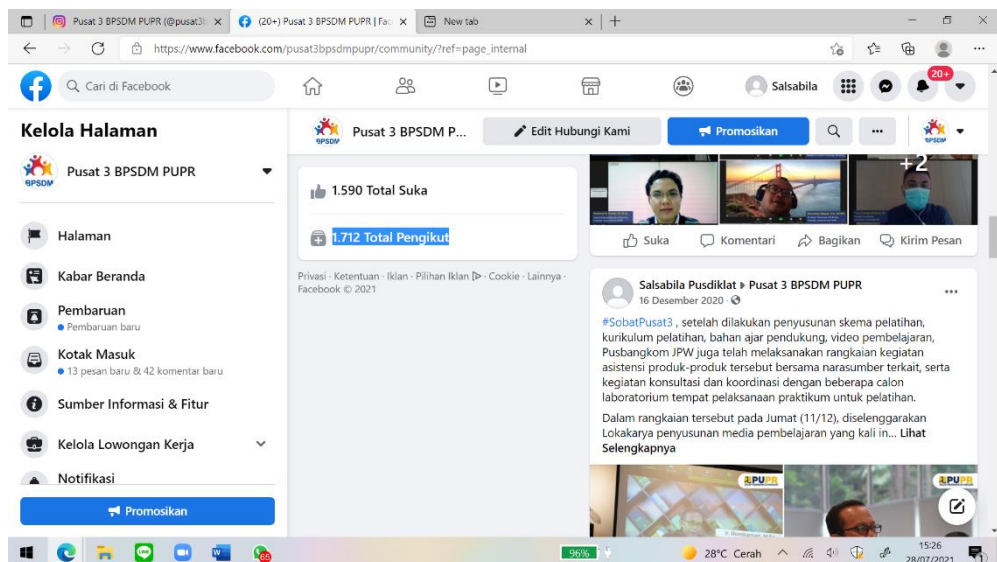 Pusat 3 BPSDM PUPR (@pusat3b
(20+) Pusat 3 BPSDM PUPR | Fac
New tab
https://www.facebook.com/pusat3bpsdmpupr/community/?ref=page_internal
Cari di Facebook
Salsabila
20+
Kelola Halaman
Pusat 3 BPSDM PUPR
Halaman
Kabar Beranda
Pembaruan
Pembaruan baru
Kotak Masuk
13 pesan baru & 42 komentar baru
Sumber Informasi & Fitur
Kelola Lowongan Kerja
Notifikasi
Promosikan
BPSDM
Pusat 3 BPSDM P...
Edit Hubungi Kami
Promosikan
BPSDM
1.590 Total Suka
1.712 Total Pengikut
Privasi · Ketentuan · Iklan · Pilihan Iklan · Cookie · Lainnya ·
Facebook © 2021
+2
Suka Komentari Bagikan Kirim Pesan
Salsabila Pusdiklat ▸ Pusat 3 BPSDM PUPR
16 Desember 2020 ·
#SobatPusat3 , setelah dilakukan penyusunan skema pelatihan,
kurikulum pelatihan, bahan ajar pendukung, video pembelajaran,
Pusbangkom JPW juga telah melaksanakan rangkaian kegiatan
asistensi produk-produk tersebut bersama narasumber terkait, serta
kegiatan konsultasi dan koordinasi dengan beberapa calon
laboratorium tempat pelaksanaan praktikum untuk pelatihan.
Dalam rangkaian tersebut pada Jumat (11/12), diselenggarakan
Lokakarya penyusunan media pembelajaran yang kali in... Lihat
Selengkapnya
PUPR
PUPR
96%
28°C Cerah
15:26
28/07/2021